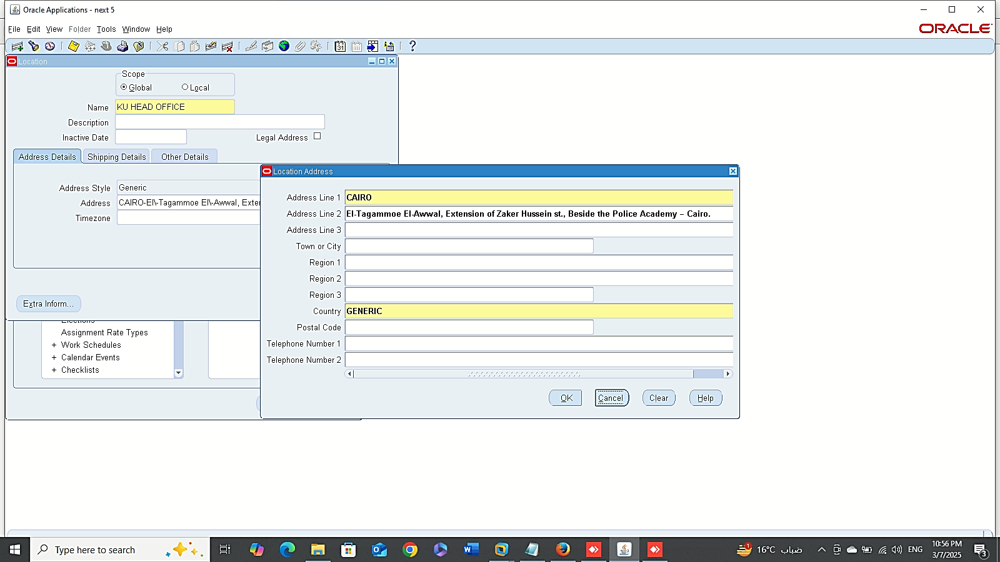 Oracle Applications - next 5
File Edit View Folder Tools Window Help
ORACLE
31
?
Location
Scope
Global Local
Name KU HEAD OFFICE
Description
Inactive Date Legal Address
Address Details Shipping Details Other Details
Address Style Generic
Address CAIRO-El\-Tagammoe El\-Awwal, Exter
Timezone
Extra Inform...
Elections
Assignment Rate Types
+ Work Schedules
+ Calendar Events
+ Checklists
Location Address
Address Line 1 CAIRO
Address Line 2 El-Tagammoe El-Awwal, Extension of Zaker Hussein st., Beside the Police Academy – Cairo.
Address Line 3
Town or City
Region 1
Region 2
Region 3
Country GENERIC
Postal Code
Telephone Number 1
Telephone Number 2
OK Cancel Clear Help
Type here to search
1 16°C ضباب
ENG
10:56 PM
3/7/2025
3